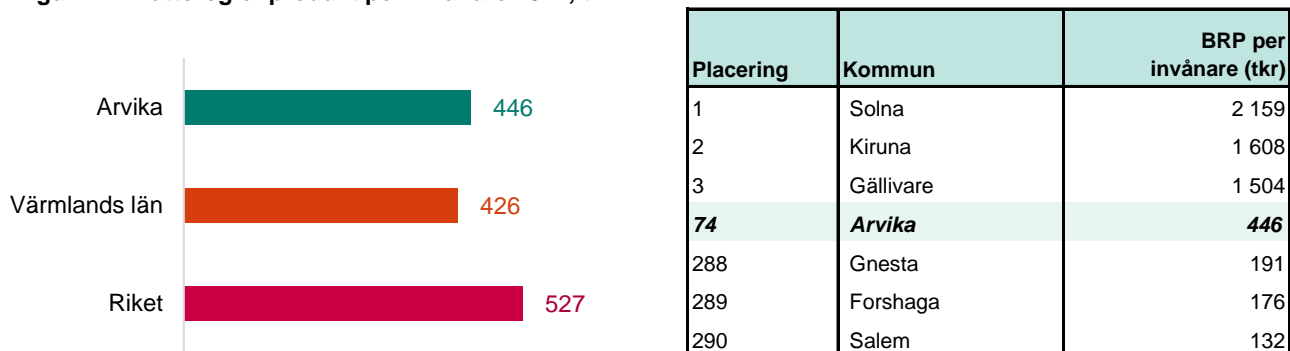 Arvika 446
Värmlands län 426
Riket 527
Placering Kommun BRP per invånare (tkr)
1 Solna 2 159
2 Kiruna 1 608
3 Gällivare 1 504
74 Arvika 446
288 Gnesta 191
289 Forshaga 176
290 Salem 132